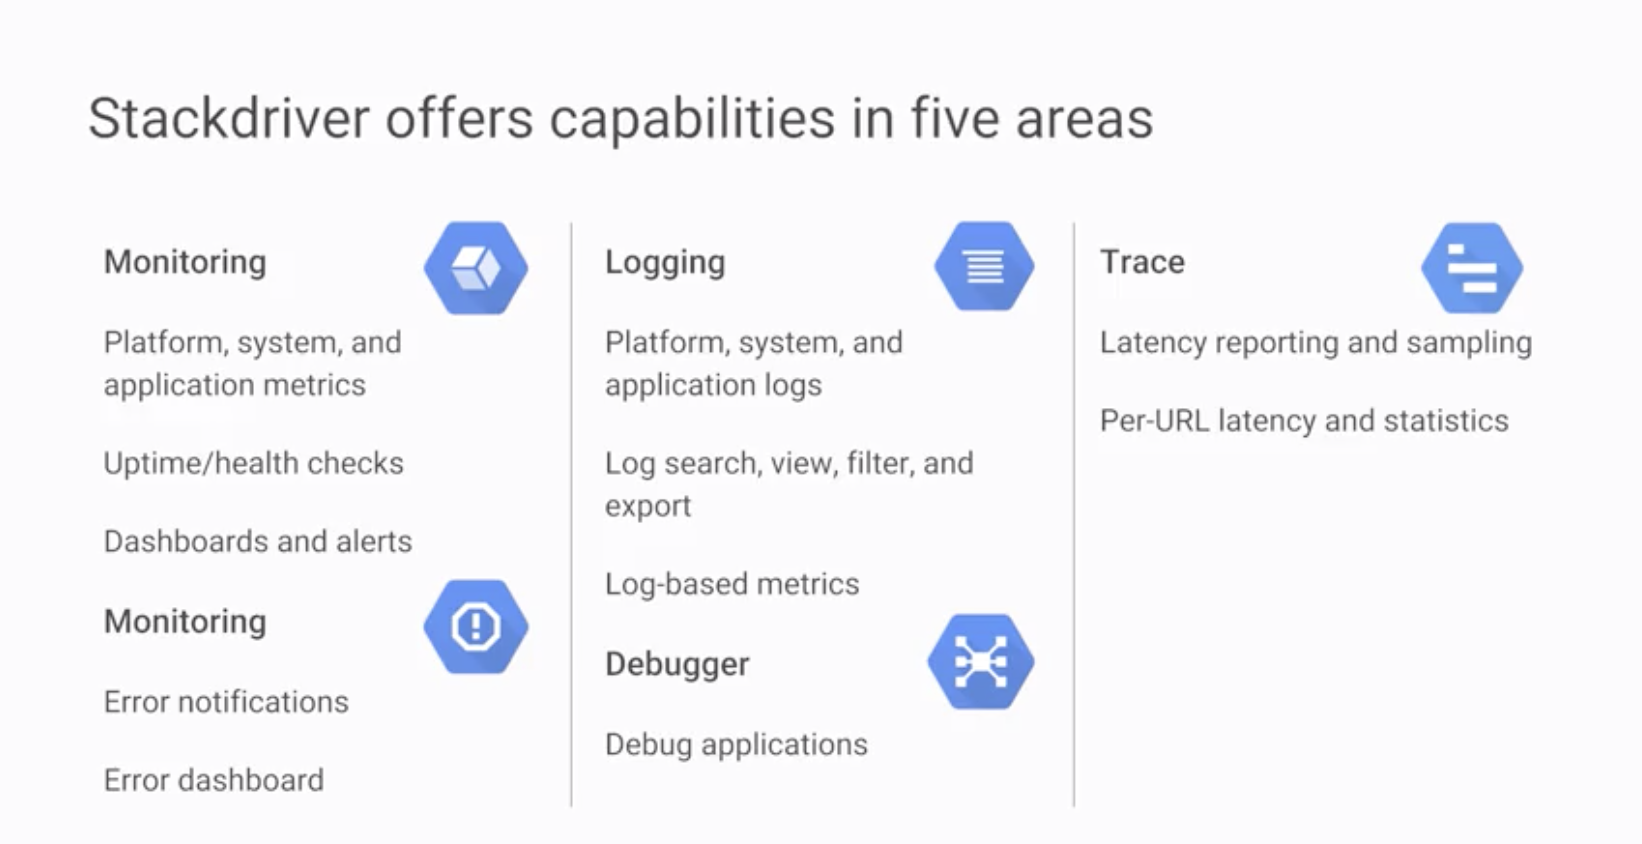 Stackdriver offers capabilities in five areas
Monitoring
Platform, system, and
application metrics
Uptime/health checks
Dashboards and alerts
Monitoring
Error notifications
Error dashboard
Logging
Platform, system, and
application logs
Log search, view, filter, and
export
Log-based metrics
Debugger
Debug applications
Trace
Latency reporting and sampling
Per-URL latency and statistics